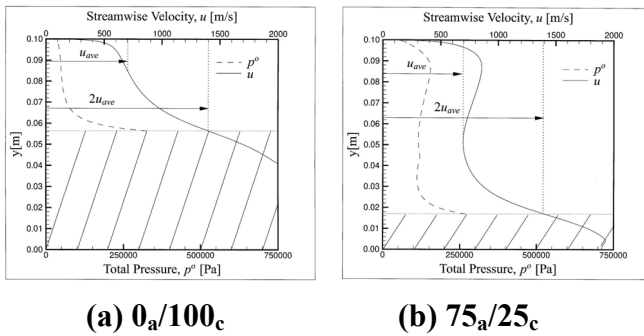 Streamwise Velocity, u [m/s]
0 500 1000 1500 2000
0.10
0.09
0.08
0.07
0.06
0.05
0.04
0.03
0.02
0.01
0.00
y[m]
u_ave
2u_ave
p°
u
0 250000 500000 750000
Total Pressure, p° [Pa]
(a) 0a/100c
Streamwise Velocity, u [m/s]
0 500 1000 1500 2000
0.10
0.09
0.08
0.07
0.06
0.05
0.04
0.03
0.02
0.01
0.00
y[m]
u_ave
2u_ave
p°
u
0 250000 500000 750000
Total Pressure, p° [Pa]
(b) 75a/25c